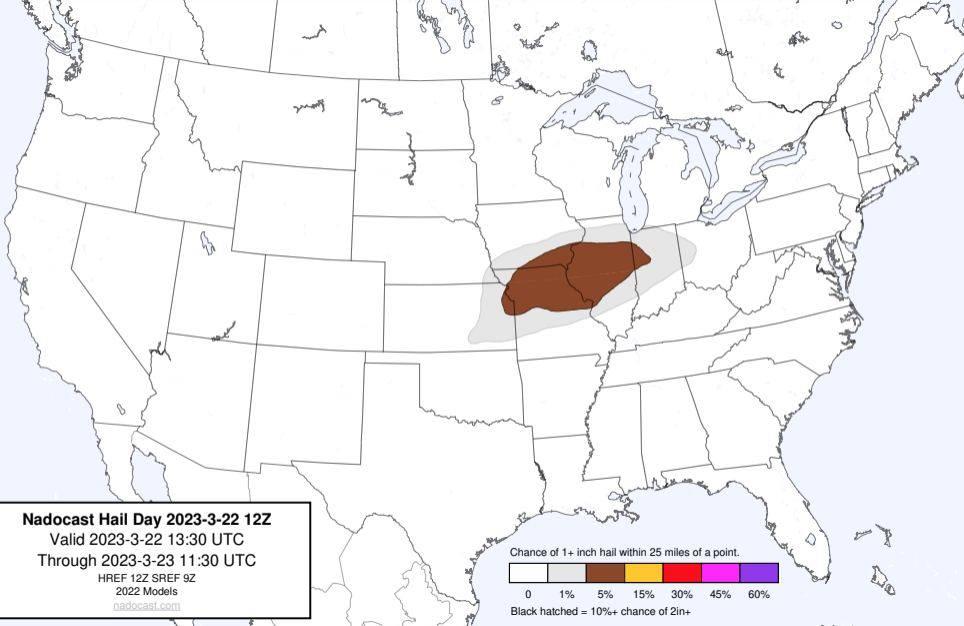 Nadocast Hail Day 2023-3-22 12Z
Valid 2023-3-22 13:30 UTC
Through 2023-3-23 11:30 UTC
HREF 12Z SREF 9Z
2022 Models
nadocast.com
Chance of 1+ inch hail within 25 miles of a point.
0 1% 5% 15% 30% 45% 60%
Black hatched = 10%+ chance of 2in+